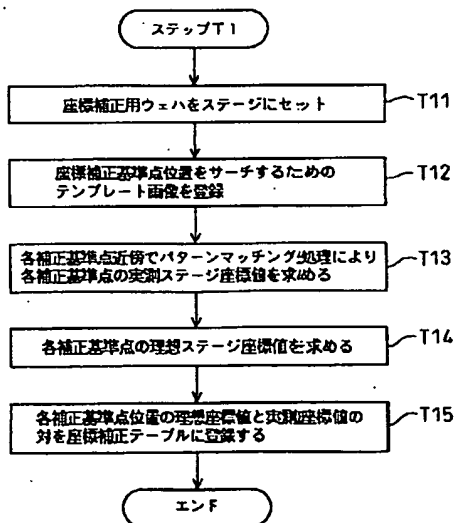 ステップT1
座標補正用ウェハをステージにセット
T11
座標補正基準点位置をサーチするための
テンプレート画像を登録
T12
各補正基準点近傍でパターンマッチング処理により
各補正基準点の実測ステージ座標値を求める
T13
各補正基準点の理想ステージ座標値を求める
T14
各補正基準点位置の理想座標値と実測座標値の
対を座標補正テーブルに登録する
T15
エンド